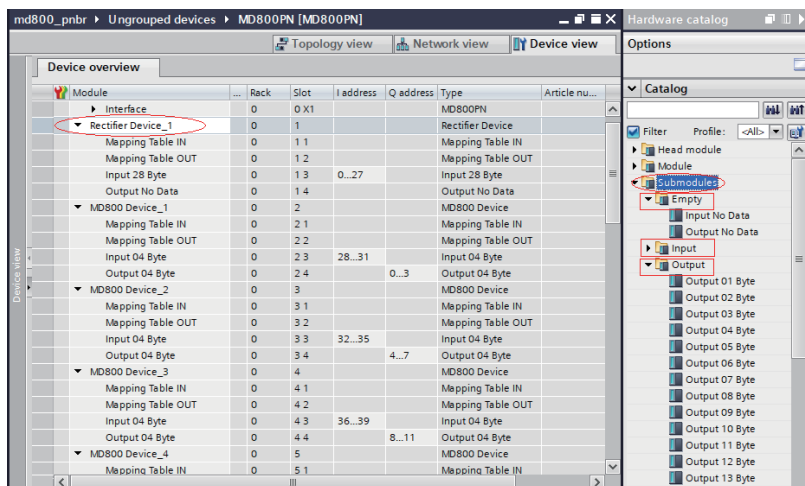 md800_pnbr ▸ Ungrouped devices ▸ MD800PN [MD800PN]
Hardware catalog
Topology view
Network view
Device view
Options
Device overview
Catalog
Module ... Rack Slot I address Q address Type Article nu...
Filter Profile: <All>
Interface 0 0 X1 MD800PN
Rectifier Device_1 0 1 Rectifier Device
Mapping Table IN 0 1 1 Mapping Table IN
Mapping Table OUT 0 1 2 Mapping Table OUT
Input 28 Byte 0 1 3 0...27 Input 28 Byte
Output No Data 0 1 4 Output No Data
MD800 Device_1 0 2 MD800 Device
Mapping Table IN 0 2 1 Mapping Table IN
Mapping Table OUT 0 2 2 Mapping Table OUT
Input 04 Byte 0 2 3 28...31 Input 04 Byte
Output 04 Byte 0 2 4 0...3 Output 04 Byte
MD800 Device_2 0 3 MD800 Device
Mapping Table IN 0 3 1 Mapping Table IN
Mapping Table OUT 0 3 2 Mapping Table OUT
Input 04 Byte 0 3 3 32...35 Input 04 Byte
Output 04 Byte 0 3 4 4...7 Output 04 Byte
MD800 Device_3 0 4 MD800 Device
Mapping Table IN 0 4 1 Mapping Table IN
Mapping Table OUT 0 4 2 Mapping Table OUT
Input 04 Byte 0 4 3 36...39 Input 04 Byte
Output 04 Byte 0 4 4 8...11 Output 04 Byte
MD800 Device_4 0 5 MD800 Device
Mapping Table IN 0 5 1 Mapping Table IN
Device view
Head module
Module
Submodules
Empty
Input No Data
Output No Data
Input
Output
Output 01 Byte
Output 02 Byte
Output 03 Byte
Output 04 Byte
Output 05 Byte
Output 06 Byte
Output 07 Byte
Output 08 Byte
Output 09 Byte
Output 10 Byte
Output 11 Byte
Output 12 Byte
Output 13 Byte